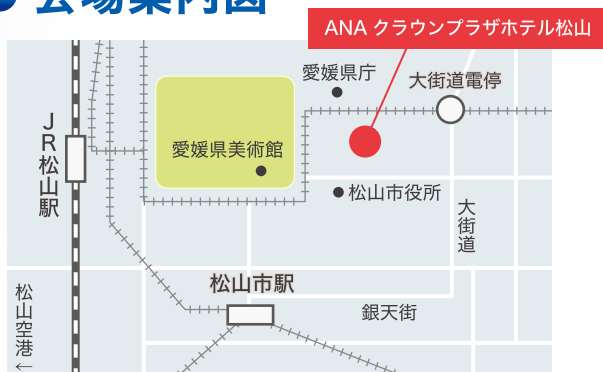 会場案内図
ANA クラウンプラザホテル松山
愛媛県庁
大街道電停
JR松山駅
愛媛県美術館
松山市役所
大街道
松山市駅
松山空港←
銀天街